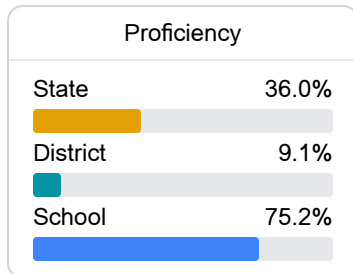 Proficiency
State 36.0%
District 9.1%
School 75.2%